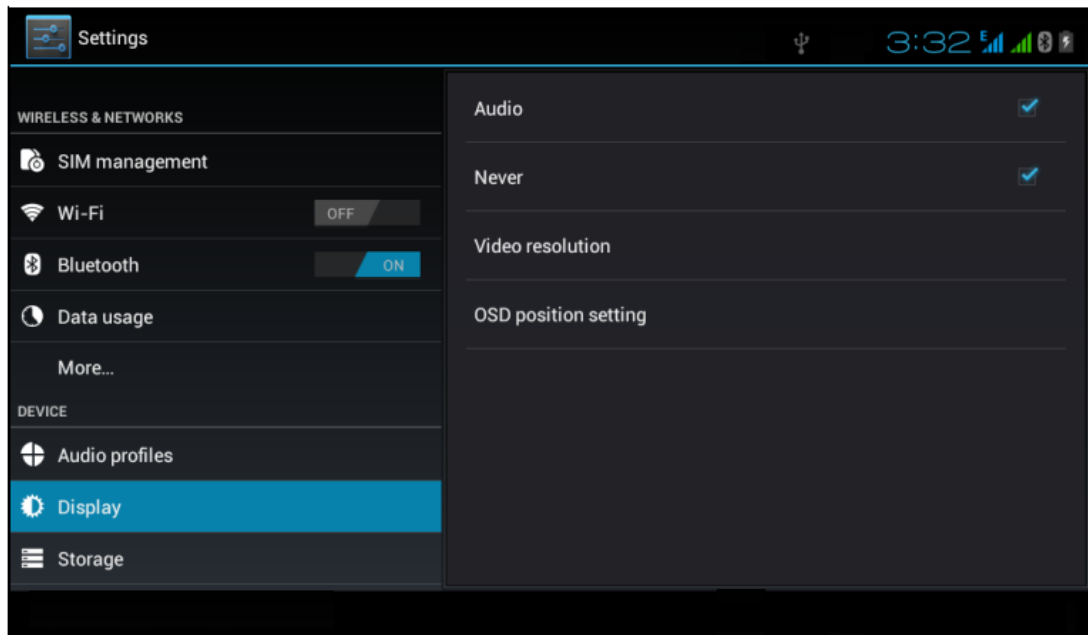 Settings
3:32 E
WIRELESS & NETWORKS
SIM management
Wi-Fi OFF
Bluetooth ON
Data usage
More...
DEVICE
Audio profiles
Display
Storage
Audio
Never
Video resolution
OSD position setting